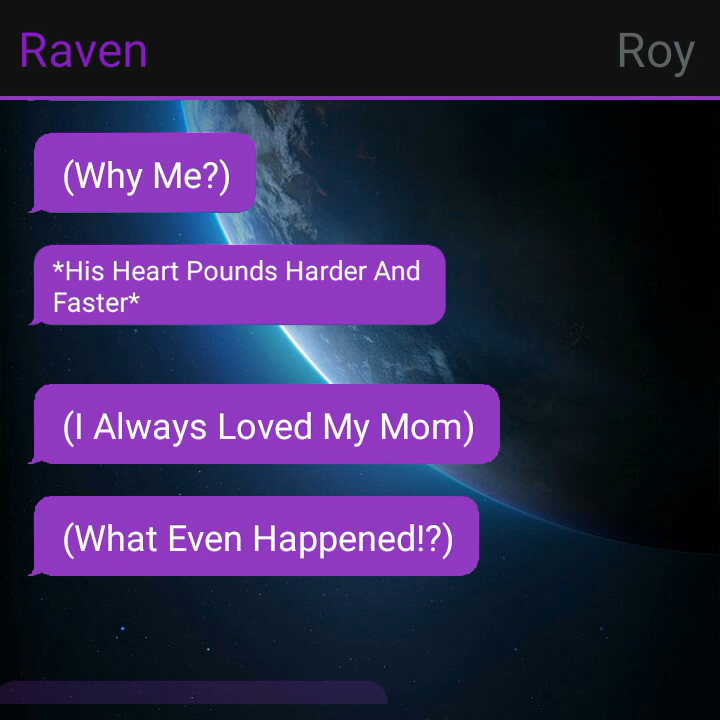 Raven
Roy
(Why Me?)
*His Heart Pounds Harder And
Faster*
(I Always Loved My Mom)
(What Even Happened!?)